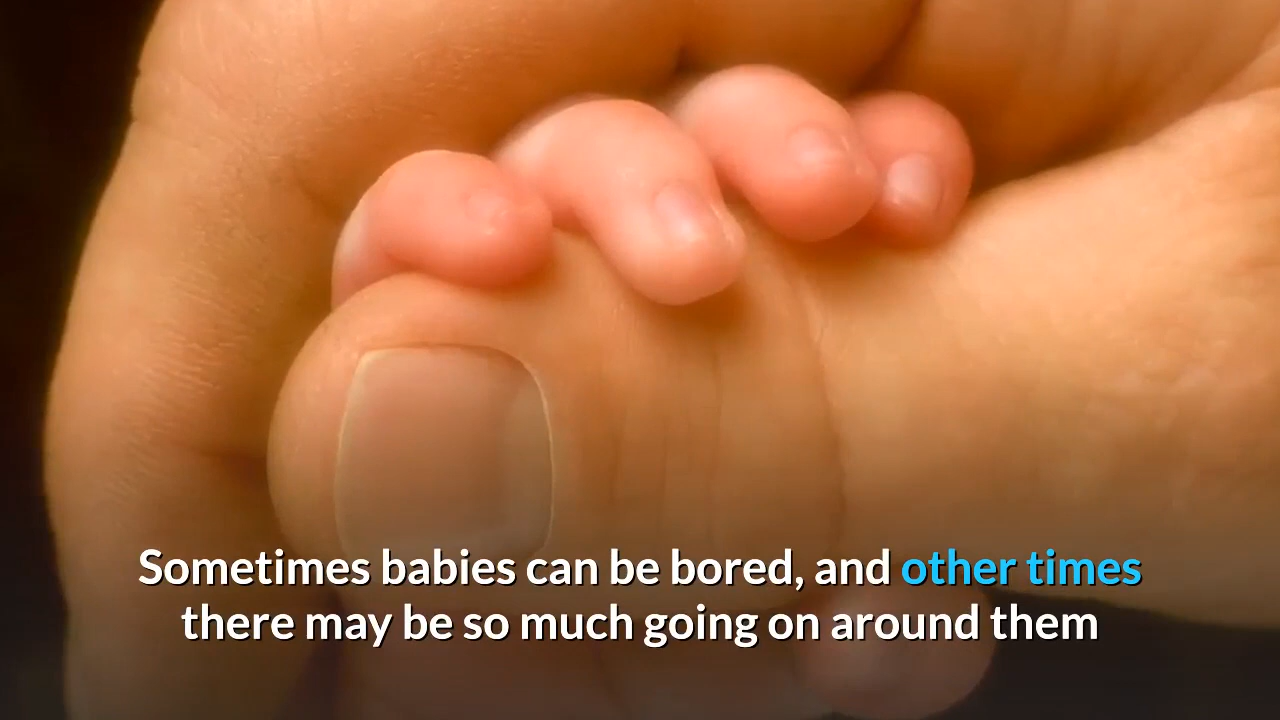 Sometimes babies can be bored, and other times
there may be so much going on around them